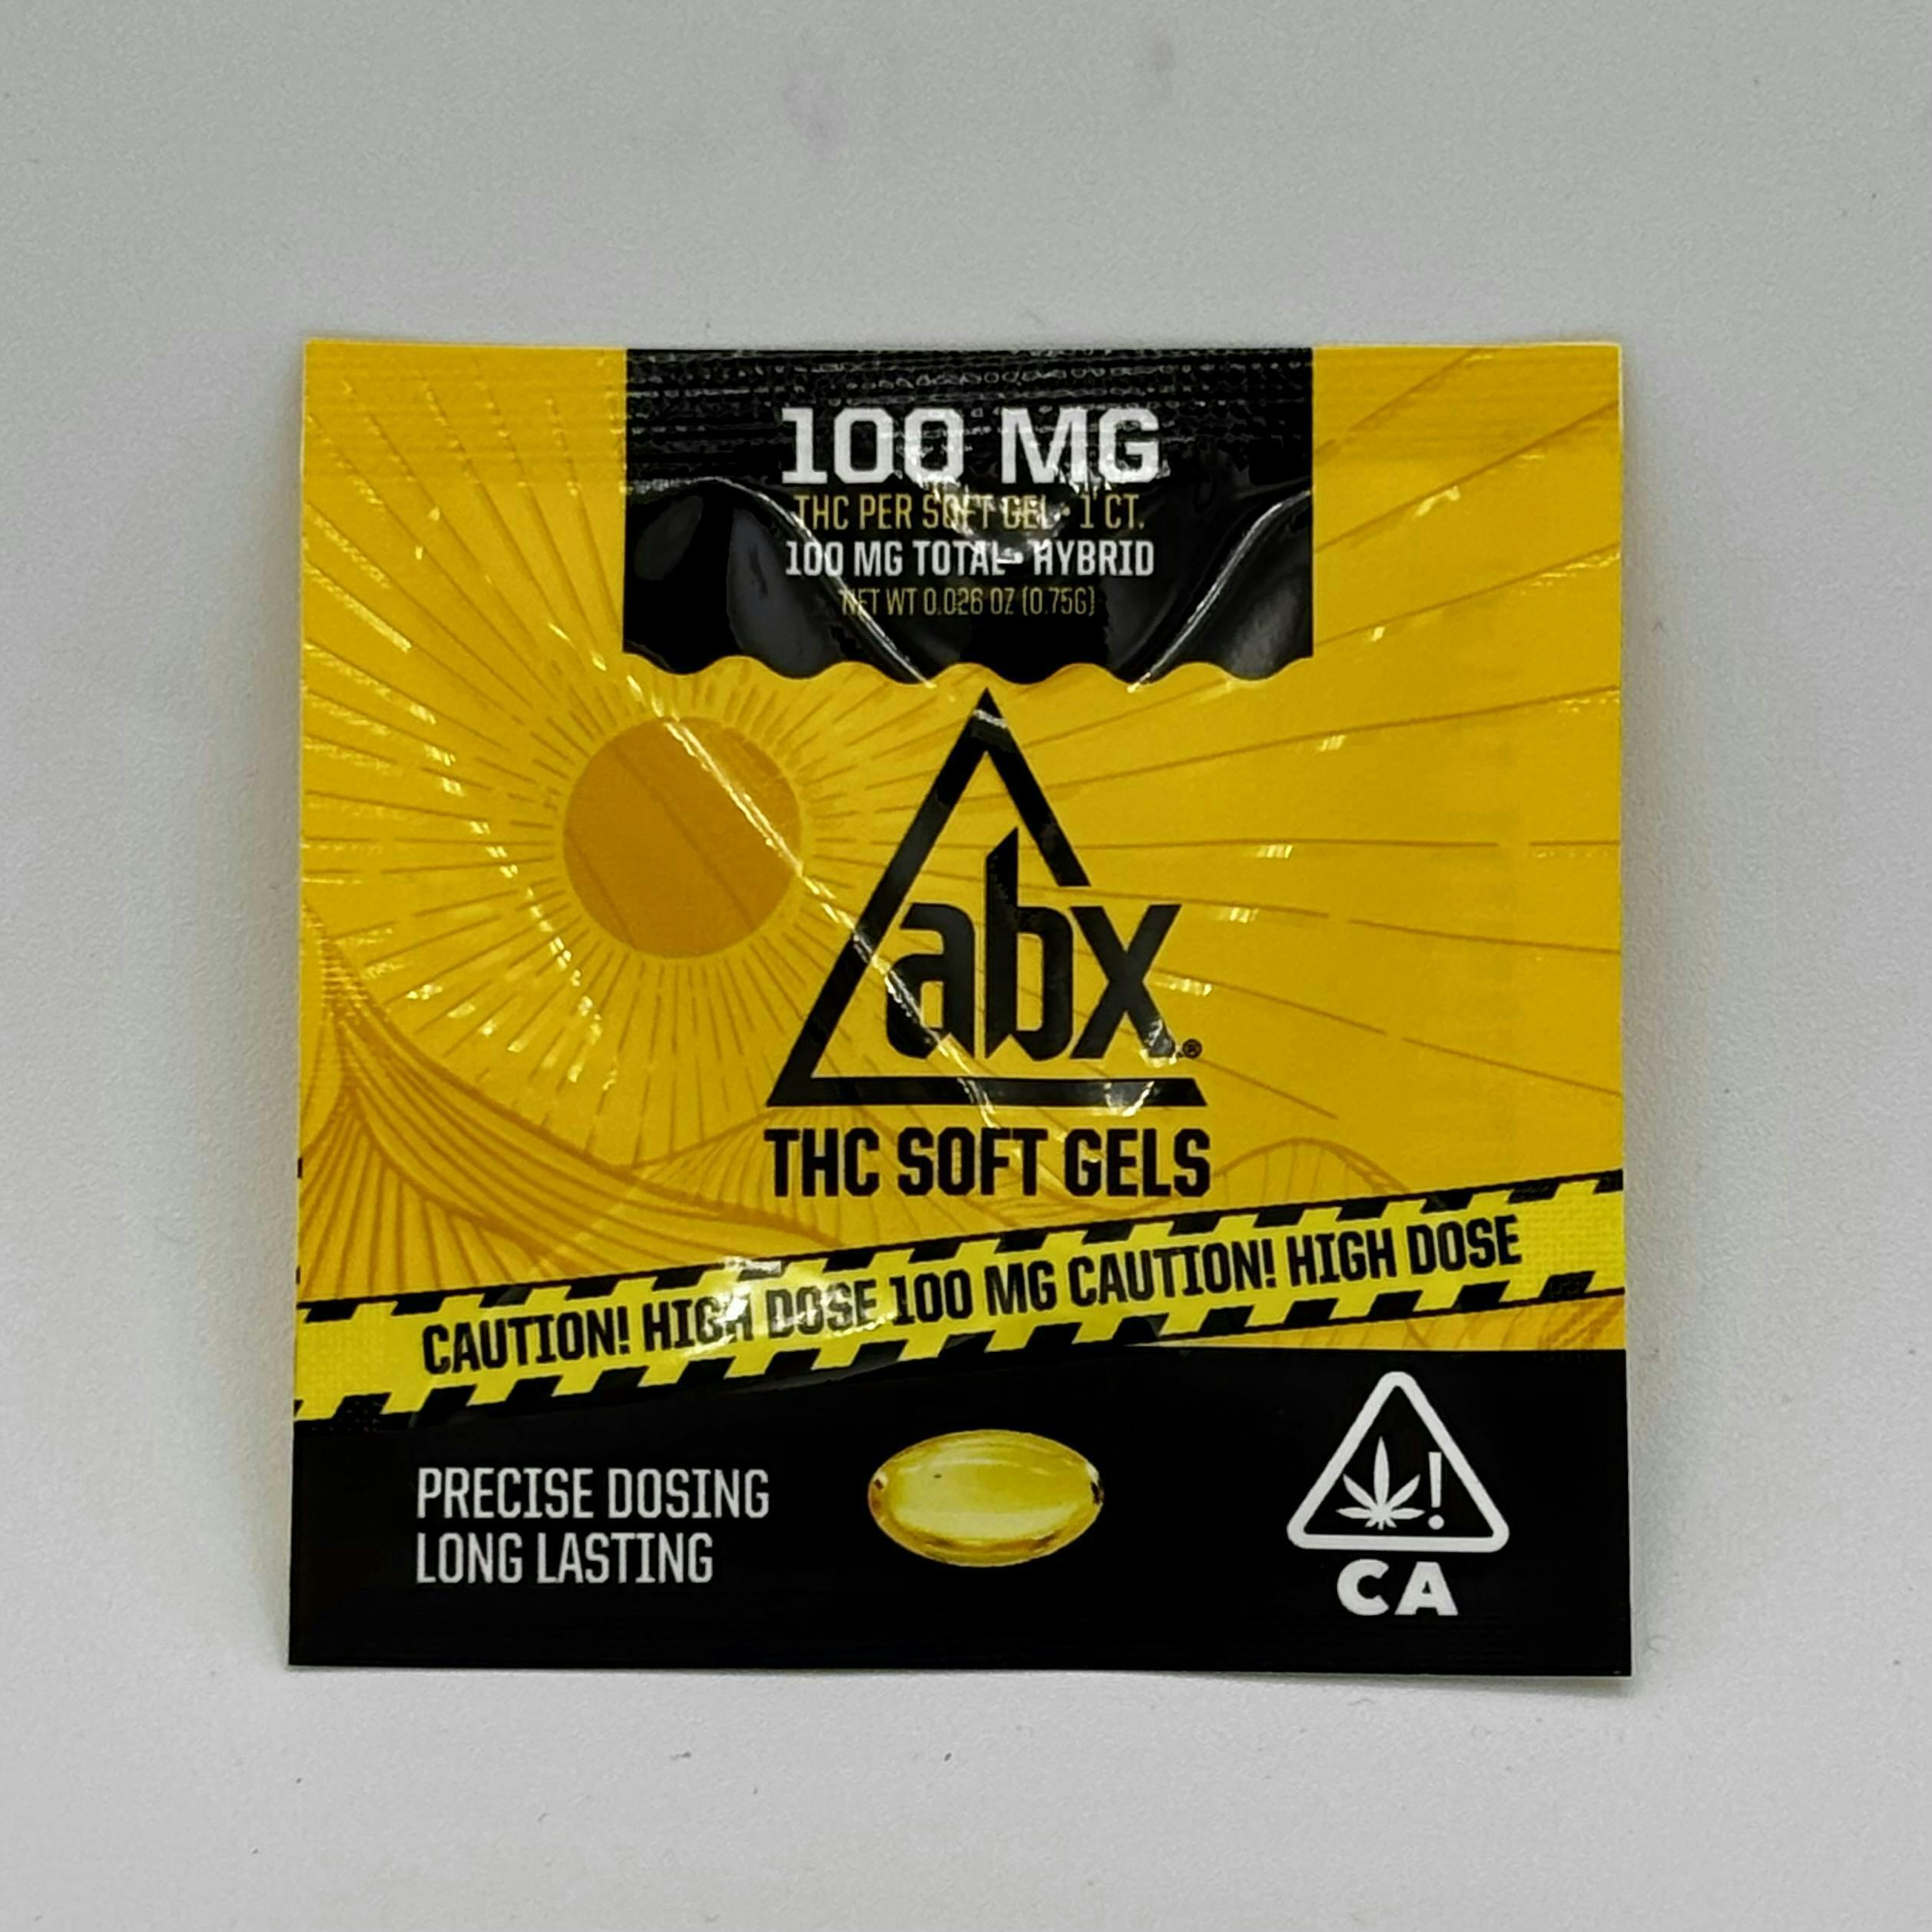 100 MG
THC PER SOFT GEL • 1 CT.
100 MG TOTAL • HYBRID
NET WT 0.026 OZ (0.75G)
abx®
THC SOFT GELS
CAUTION! HIGH DOSE 100 MG CAUTION! HIGH DOSE
PRECISE DOSING
LONG LASTING
!
CA